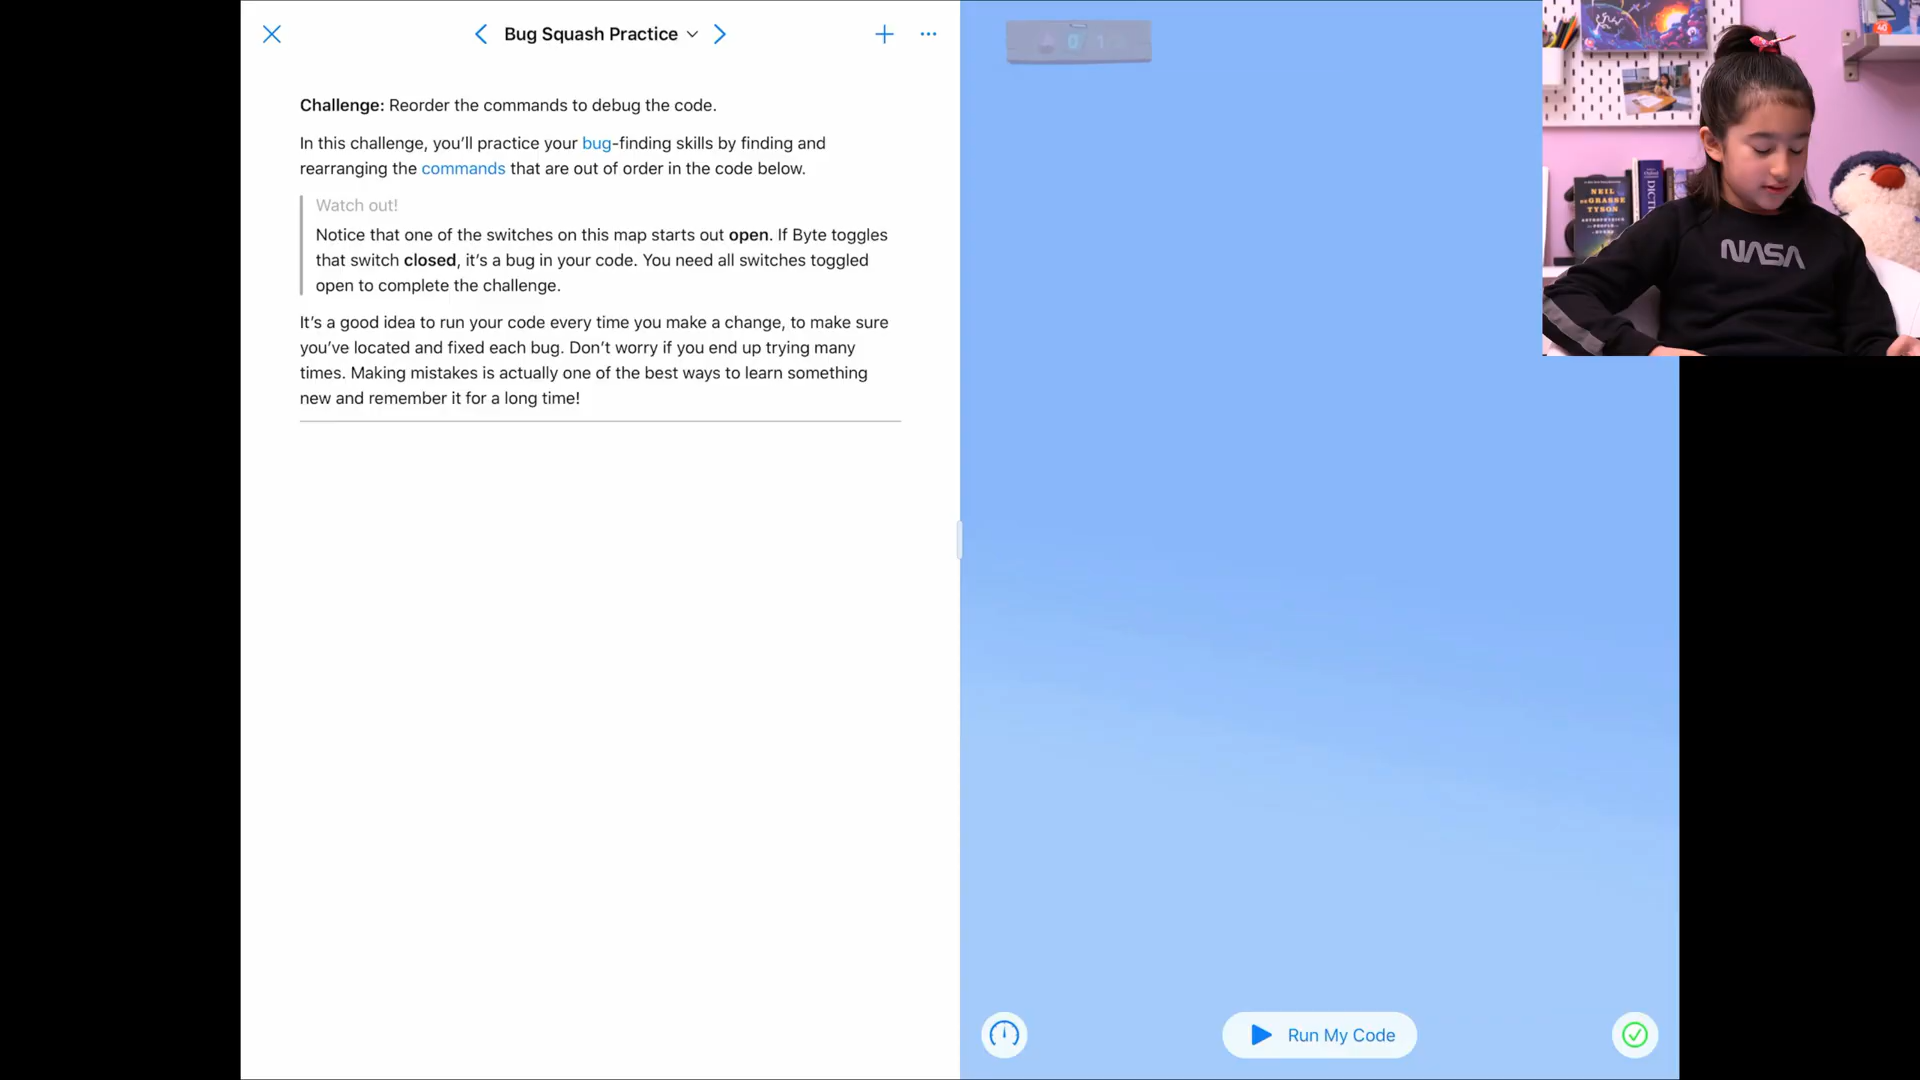 Bug Squash Practice
0 1
Challenge: Reorder the commands to debug the code.
In this challenge, you’ll practice your bug-finding skills by finding and
rearranging the commands that are out of order in the code below.
Watch out!
Notice that one of the switches on this map starts out open. If Byte toggles
that switch closed, it’s a bug in your code. You need all switches toggled
open to complete the challenge.
It’s a good idea to run your code every time you make a change, to make sure
you’ve located and fixed each bug. Don’t worry if you end up trying many
times. Making mistakes is actually one of the best ways to learn something
new and remember it for a long time!
Run My Code
NASA
NEIL
DEGRASSE
TYSON
40